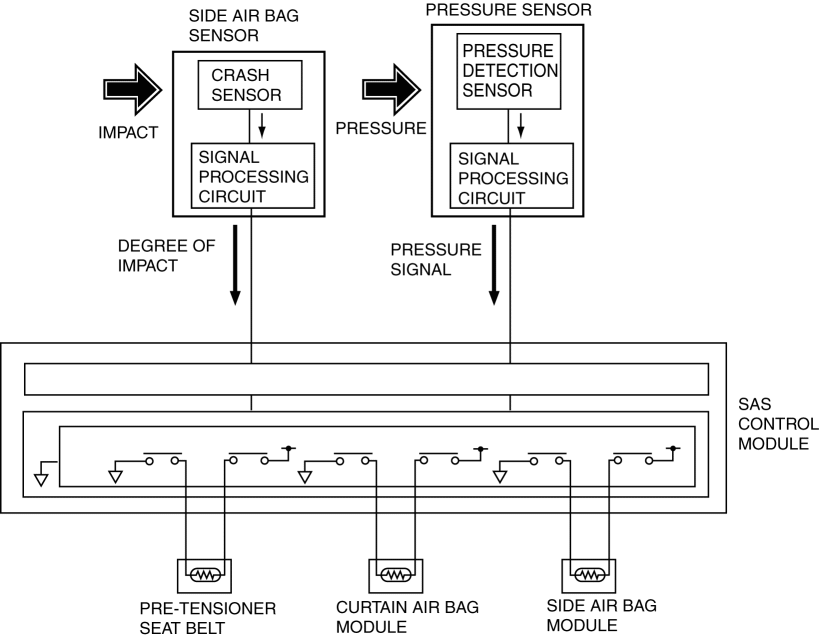 SIDE AIR BAG
SENSOR
PRESSURE SENSOR
CRASH
SENSOR
PRESSURE
DETECTION
SENSOR
IMPACT
PRESSURE
SIGNAL
PROCESSING
CIRCUIT
SIGNAL
PROCESSING
CIRCUIT
DEGREE OF
IMPACT
PRESSURE
SIGNAL
SAS
CONTROL
MODULE
PRE-TENSIONER
SEAT BELT
CURTAIN AIR BAG
MODULE
SIDE AIR BAG
MODULE